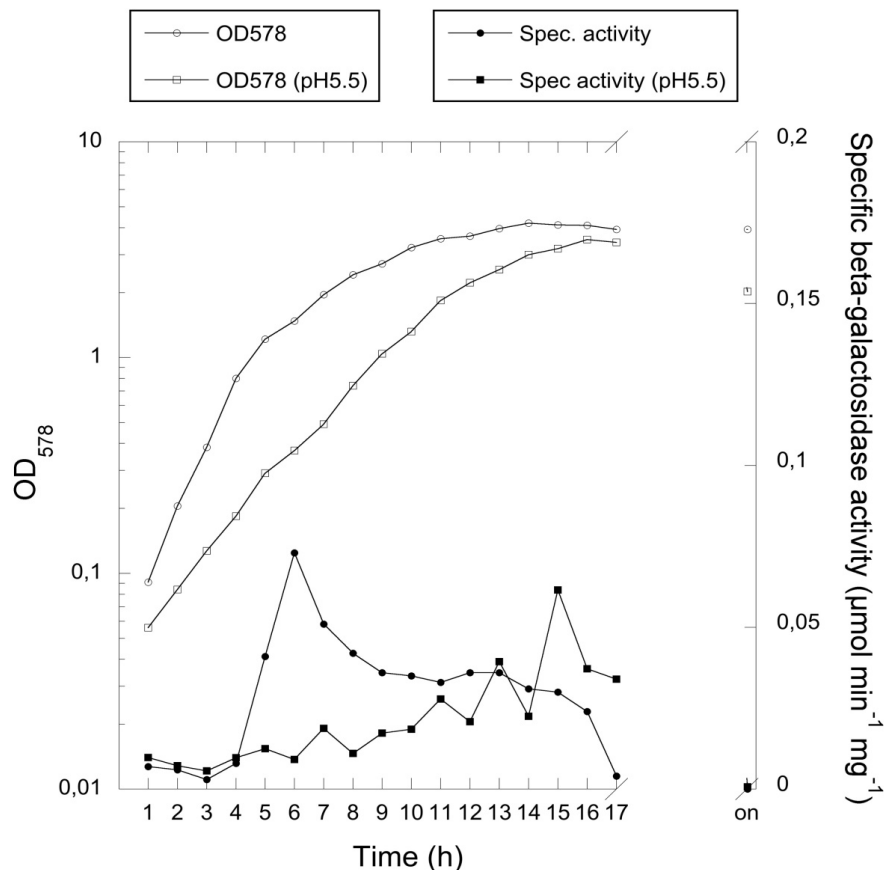 OD578
OD578 (pH5.5)
Spec. activity
Spec activity (pH5.5)
10
1
0,1
0,01
OD578
0,2
0,15
0,1
0,05
0
Specific beta-galactosidase activity (µmol min-1 mg-1)
1 2 3 4 5 6 7 8 9 10 11 12 13 14 15 16 17 on
Time (h)